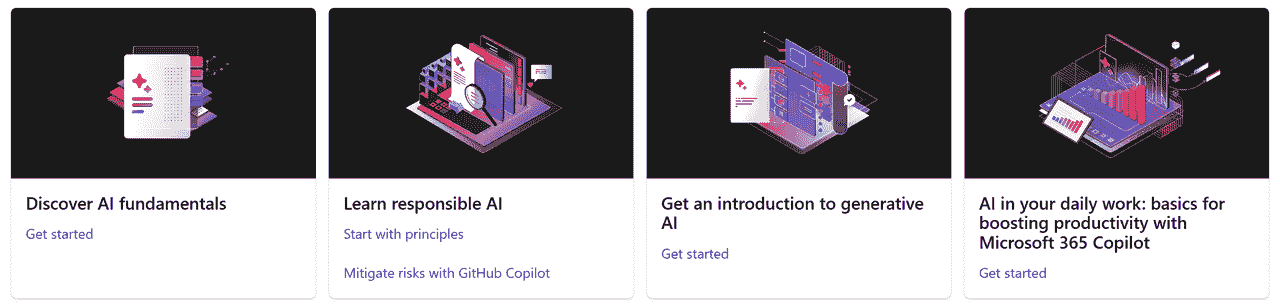 Discover AI fundamentals
Get started
Learn responsible AI
Start with principles
Mitigate risks with GitHub Copilot
Get an introduction to generative
AI
Get started
AI in your daily work: basics for
boosting productivity with
Microsoft 365 Copilot
Get started